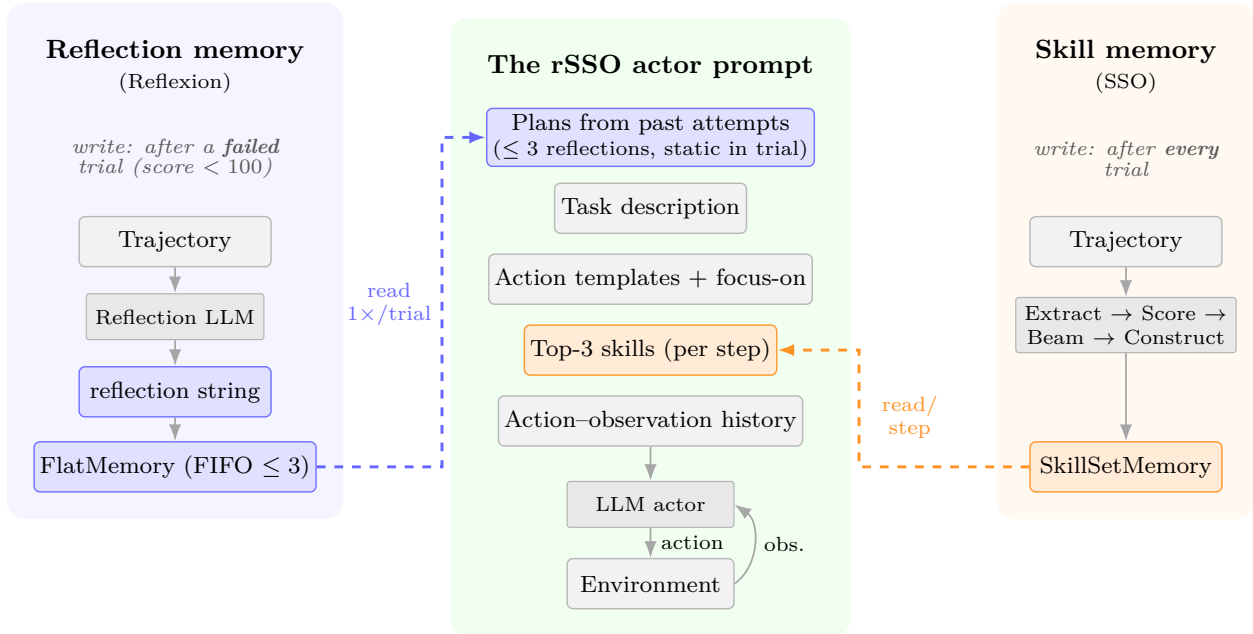 Reflection memory
(Reflexion)
write: after a failed
trial (score < 100)
Trajectory
Reflection LLM
reflection string
FlatMemory (FIFO ≤ 3)
read
1×/trial
The rSSO actor prompt
Plans from past attempts
(≤ 3 reflections, static in trial)
Task description
Action templates + focus-on
Top-3 skills (per step)
Action–observation history
LLM actor
action
obs.
Environment
read/
step
Skill memory
(SSO)
write: after every
trial
Trajectory
Extract → Score →
Beam → Construct
SkillSetMemory